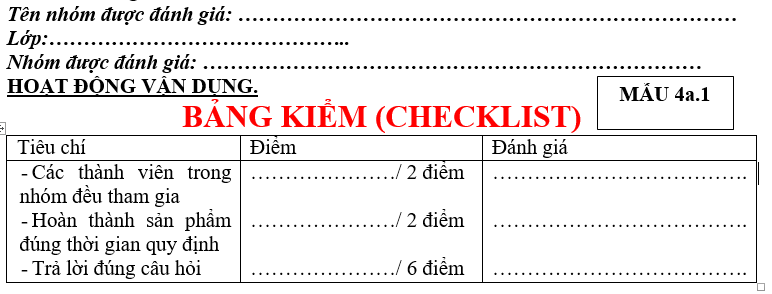 Tên nhóm được đánh giá: ……………………………………………………………………
Lớp:……………………………………..
Nhóm được đánh giá: …………………………………………………………………
HOẠT ĐỘNG VẬN DỤNG.
MẪU 4a.1
BẢNG KIỂM (CHECKLIST)
Tiêu chí Điểm Đánh giá
- Các thành viên trong …………………/ 2 điểm ……………………………….
nhóm đều tham gia
- Hoàn thành sản phẩm …………………/ 2 điểm ……………………………….
đúng thời gian quy định
- Trả lời đúng câu hỏi …………………/ 6 điểm ……………………………….